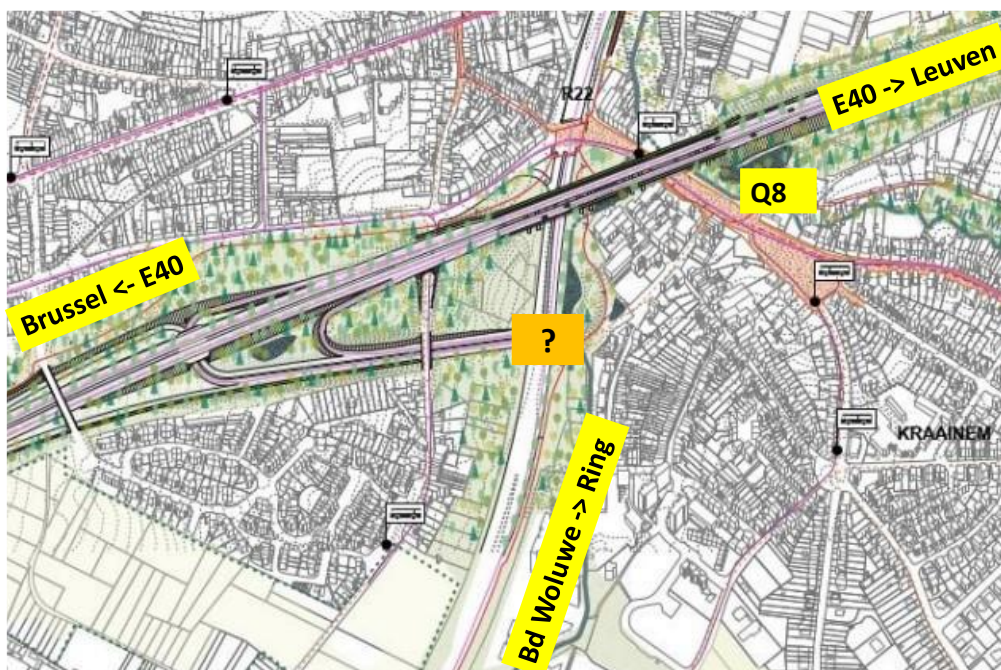 E40 -> Leuven
R22
Q8
Brussel <- E40
?
KRAAINEM
Bd Woluwe -> Ring